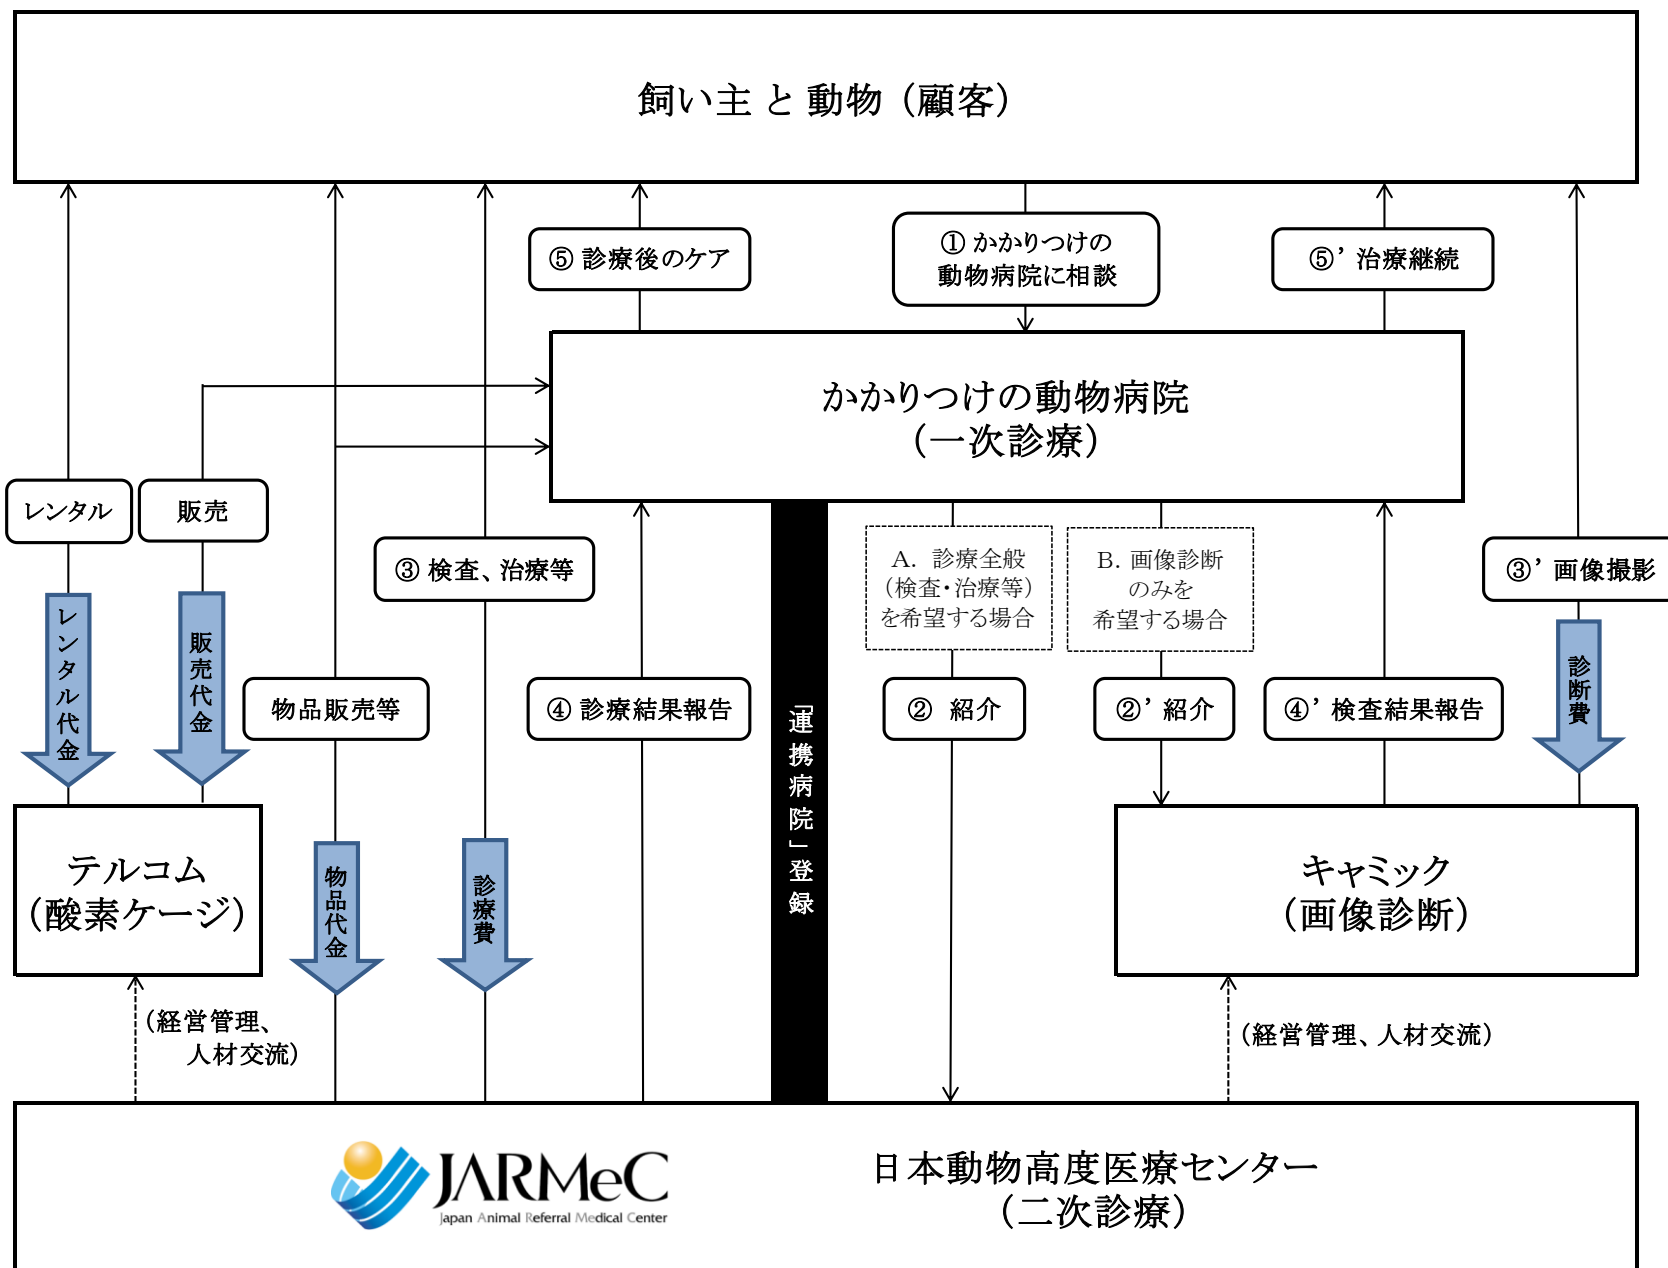 飼い主 と 動物 (顧客)
⑤ 診療後のケア
① かかりつけの
動物病院に相談
⑤’ 治療継続
かかりつけの動物病院
(一次診療)
レンタル
販売
③ 検査、治療等
A. 診療全般
(検査・治療等)
を希望する場合
B. 画像診断
のみを
希望する場合
③’ 画像撮影
レンタル代金
販売代金
物品販売等
④ 診療結果報告
「連携病院」登録
② 紹介
②’ 紹介
④’ 検査結果報告
診断費
テルコム
(酸素ケージ)
物品代金
診療費
キャミック
(画像診断)
(経営管理、
人材交流)
(経営管理、人材交流)
JARMeC
Japan Animal Referral Medical Center
日本動物高度医療センター
(二次診療)